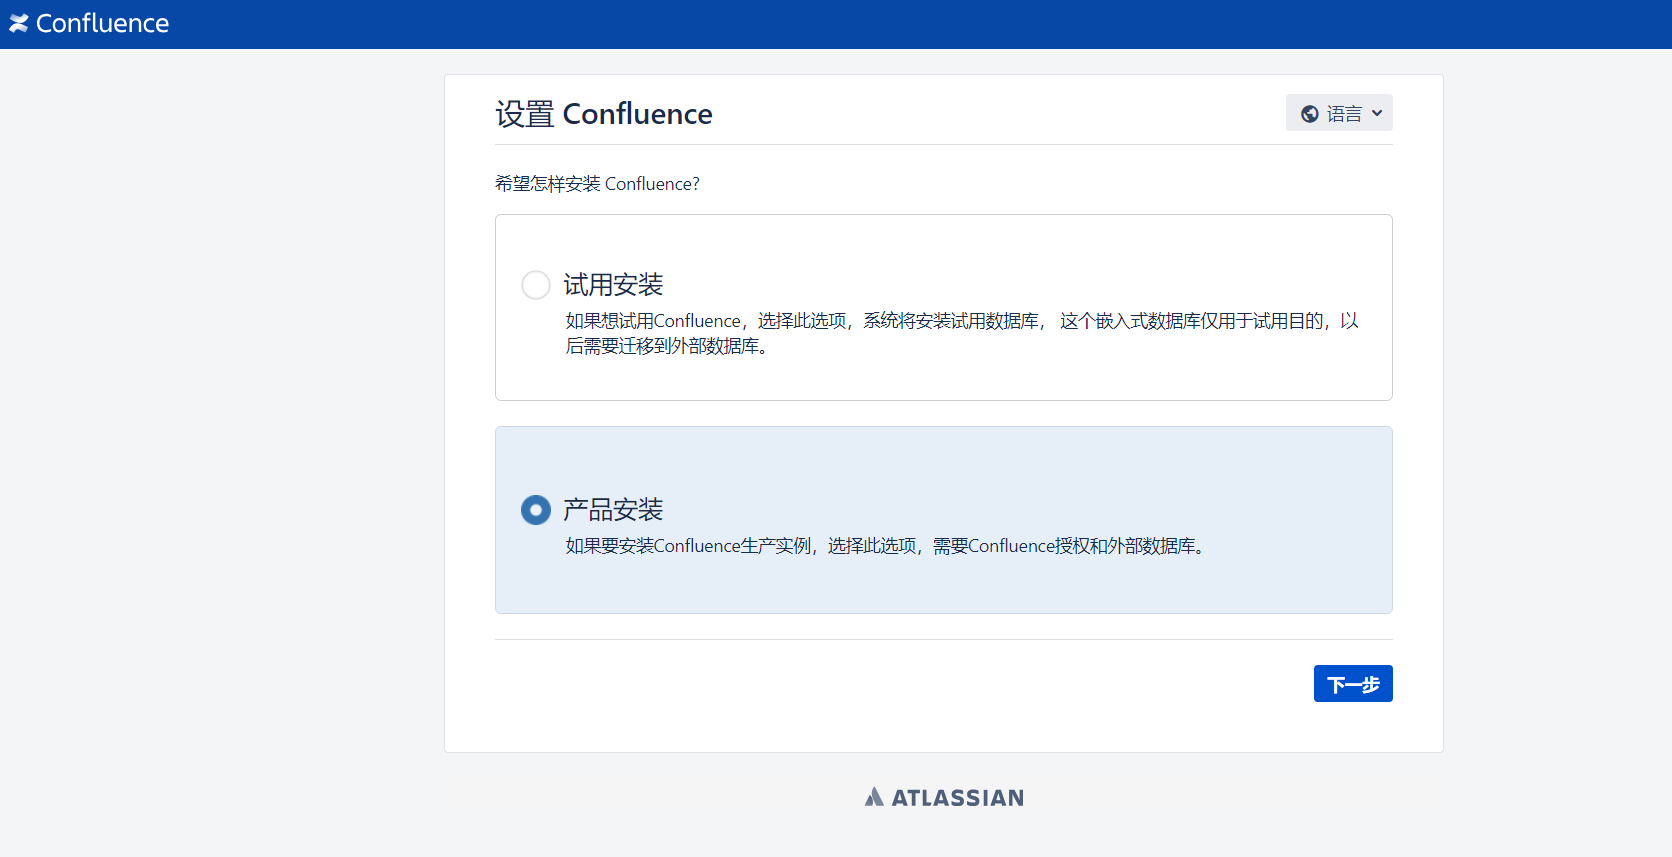 Confluence
设置 Confluence
语言
希望怎样安装 Confluence?
试用安装
如果想试用Confluence，选择此选项，系统将安装试用数据库， 这个嵌入式数据库仅用于试用目的，以
后需要迁移到外部数据库。
产品安装
如果要安装Confluence生产实例，选择此选项，需要Confluence授权和外部数据库。
下一步
ATLASSIAN